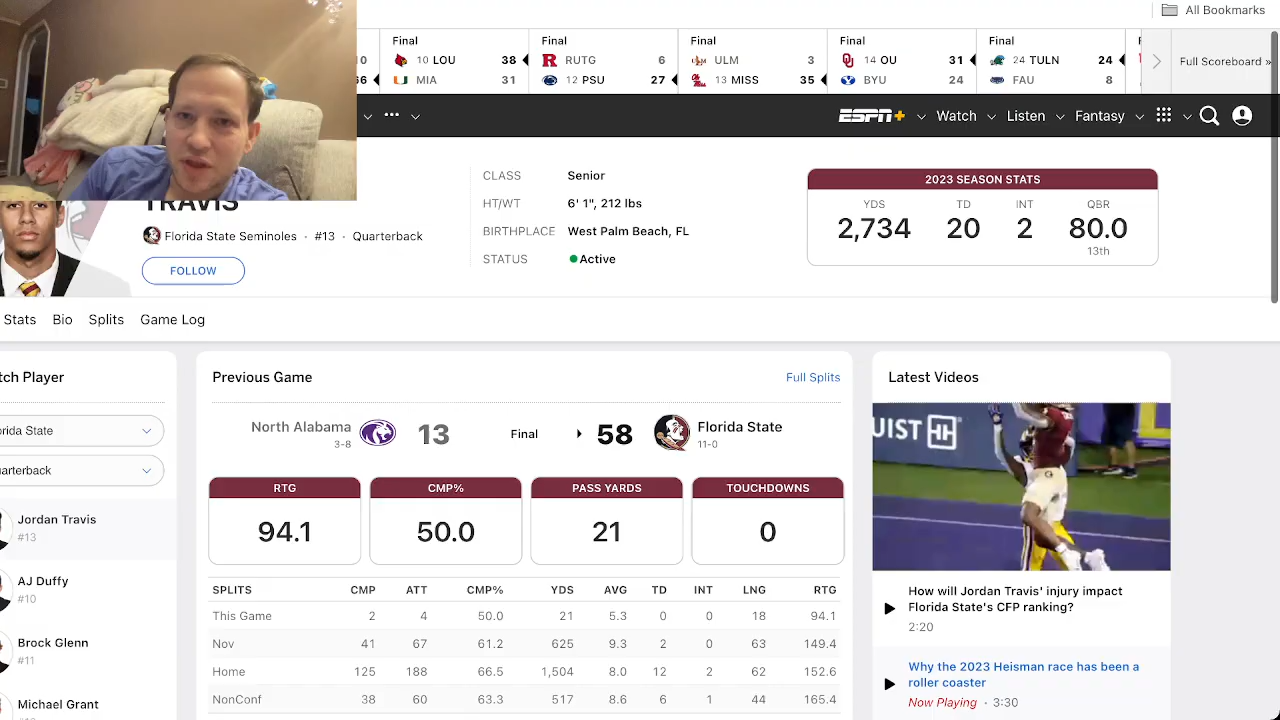 All Bookmarks
Final
10 LOU 38
MIA 31
Final
RUTG 6
12 PSU 27
Final
ULM 3
13 MISS 35
Final
14 OU 31
BYU 24
Final
24 TULN 24
FAU 8
Full Scoreboard »
ESPN+
Watch
Listen
Fantasy
TRAVIS
Florida State Seminoles · #13 · Quarterback
FOLLOW
CLASS Senior
HT/WT 6' 1", 212 lbs
BIRTHPLACE West Palm Beach, FL
STATUS Active
2023 SEASON STATS
YDS TD INT QBR
2,734 20 2 80.0
13th
Stats Bio Splits Game Log
tch Player
orida State
uarterback
Jordan Travis
#13
AJ Duffy
#10
Brock Glenn
#11
Michael Grant
Previous Game Full Splits
North Alabama 13 Final 58 Florida State
3-8 11-0
RTG CMP% PASS YARDS TOUCHDOWNS
94.1 50.0 21 0
SPLITS CMP ATT CMP% YDS AVG TD INT LNG RTG
This Game 2 4 50.0 21 5.3 0 0 18 94.1
Nov 41 67 61.2 625 9.3 2 0 63 149.4
Home 125 188 66.5 1,504 8.0 12 2 62 152.6
NonConf 38 60 63.3 517 8.6 6 1 44 165.4
Latest Videos
UIST
How will Jordan Travis' injury impact
Florida State's CFP ranking?
2:20
Why the 2023 Heisman race has been a
roller coaster
Now Playing · 3:30